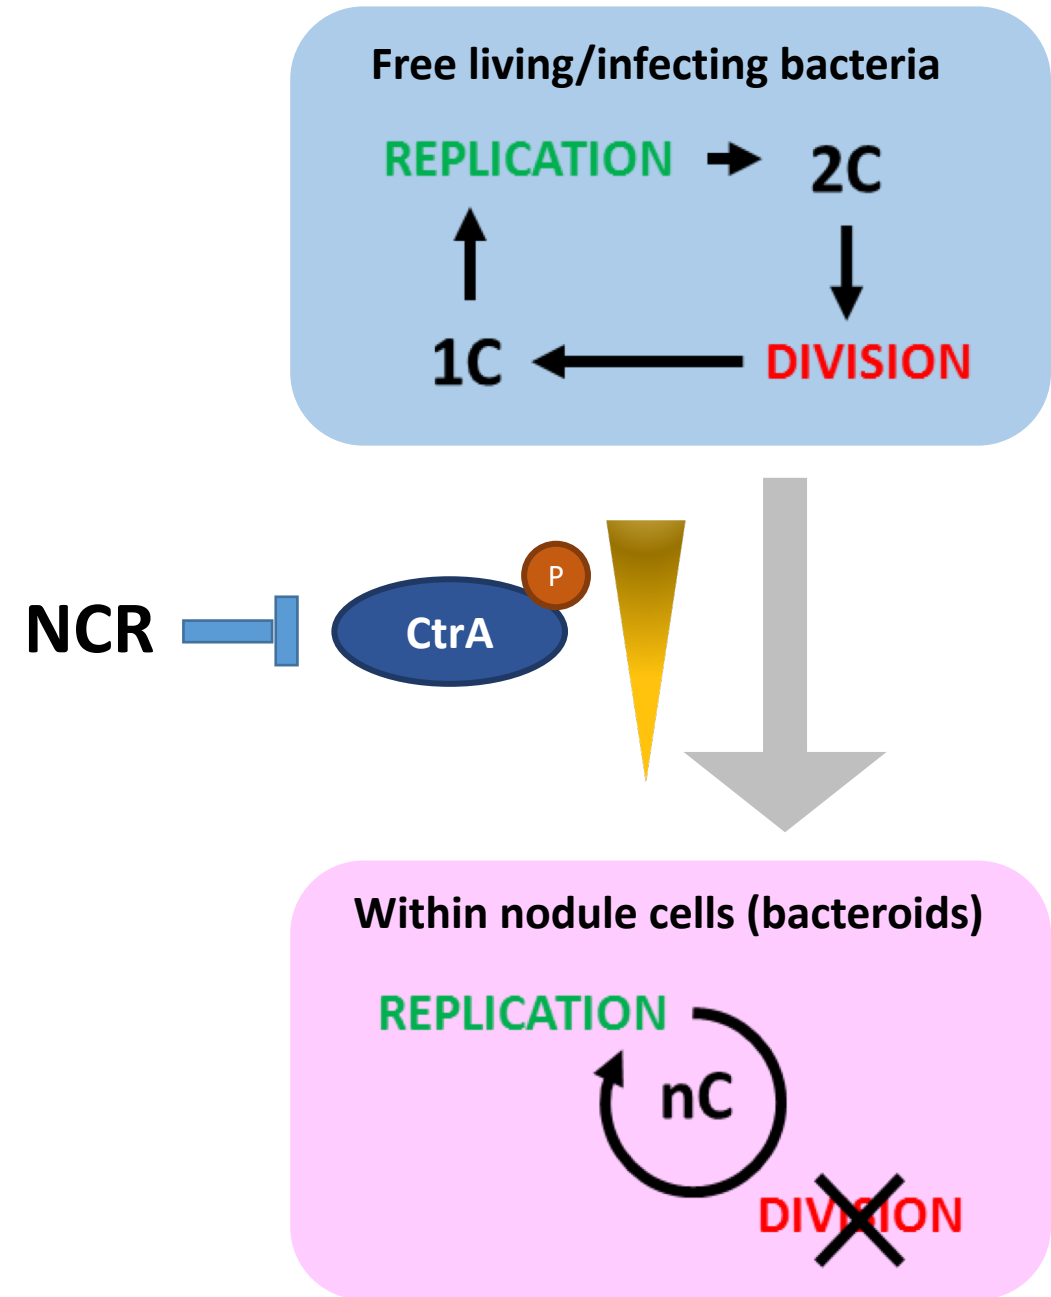 Free living/infecting bacteria
REPLICATION
2C
1C
DIVISION
P
NCR
CtrA
Within nodule cells (bacteroids)
REPLICATION
nC
DIVISION